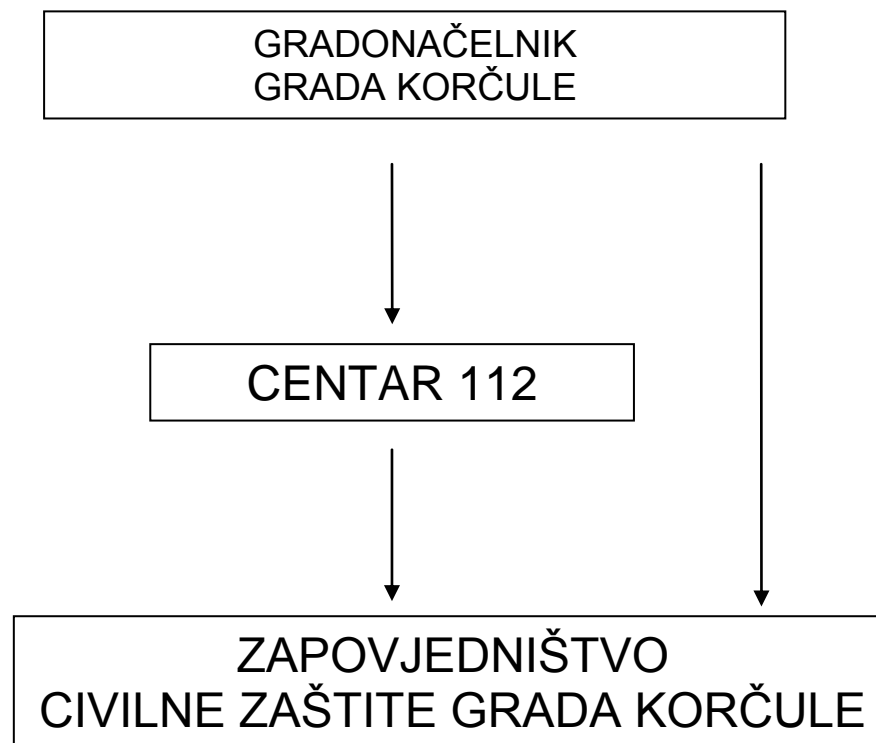 GRADONAČELNIK
GRADA KORČULE
CENTAR 112
ZAPOVJEDNIŠTVO
CIVILNE ZAŠTITE GRADA KORČULE